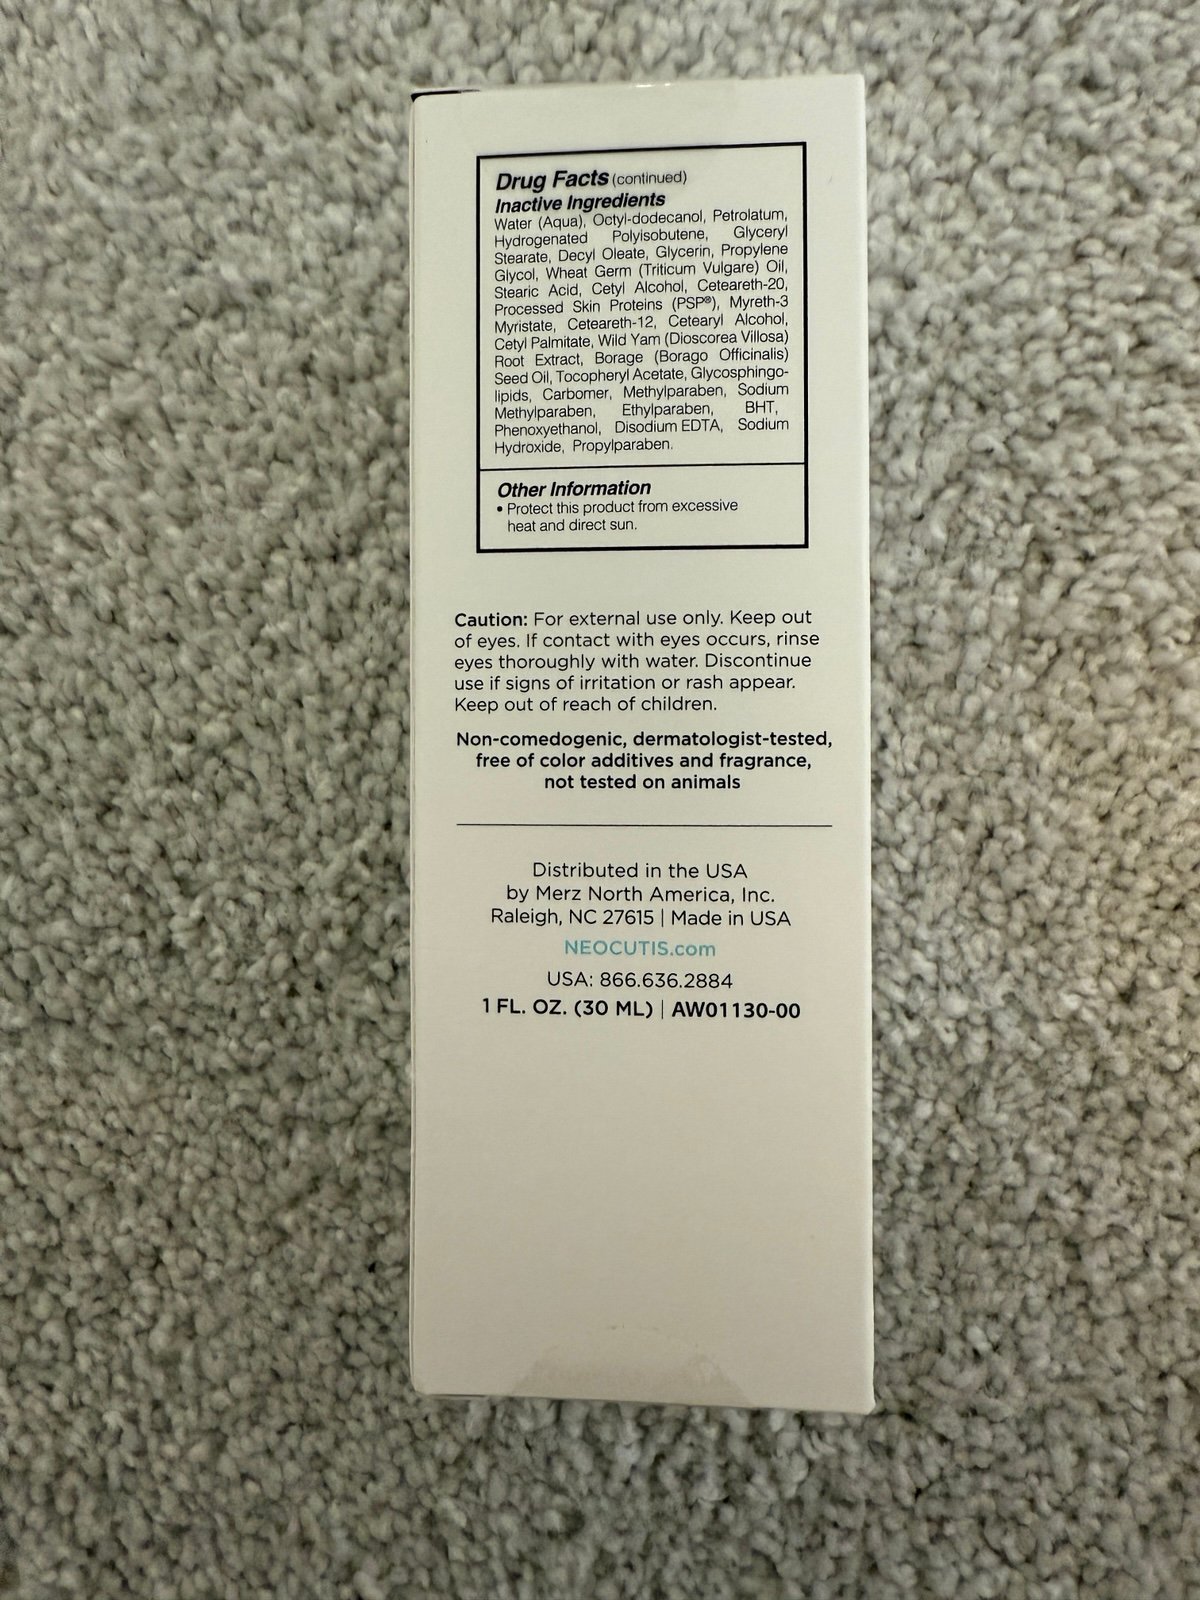 Drug Facts (continued)
Inactive Ingredients
Water (Aqua), Octyl-dodecanol, Petrolatum,
Hydrogenated Polyisobutene, Glyceryl
Stearate, Decyl Oleate, Glycerin, Propylene
Glycol, Wheat Germ (Triticum Vulgare) Oil,
Stearic Acid, Cetyl Alcohol, Ceteareth-20,
Processed Skin Proteins (PSP®), Myreth-3
Myristate, Ceteareth-12, Cetearyl Alcohol,
Cetyl Palmitate, Wild Yam (Dioscorea Villosa)
Root Extract, Borage (Borago Officinalis)
Seed Oil, Tocopheryl Acetate, Glycosphingo-
lipids, Carbomer, Methylparaben, Sodium
Methylparaben, Ethylparaben, BHT,
Phenoxyethanol, Disodium EDTA, Sodium
Hydroxide, Propylparaben.
Other Information
• Protect this product from excessive
heat and direct sun.
Caution: For external use only. Keep out
of eyes. If contact with eyes occurs, rinse
eyes thoroughly with water. Discontinue
use if signs of irritation or rash appear.
Keep out of reach of children.
Non-comedogenic, dermatologist-tested,
free of color additives and fragrance,
not tested on animals
Distributed in the USA
by Merz North America, Inc.
Raleigh, NC 27615 | Made in USA
NEOCUTIS.com
USA: 866.636.2884
1 FL. OZ. (30 ML) | AW01130-00